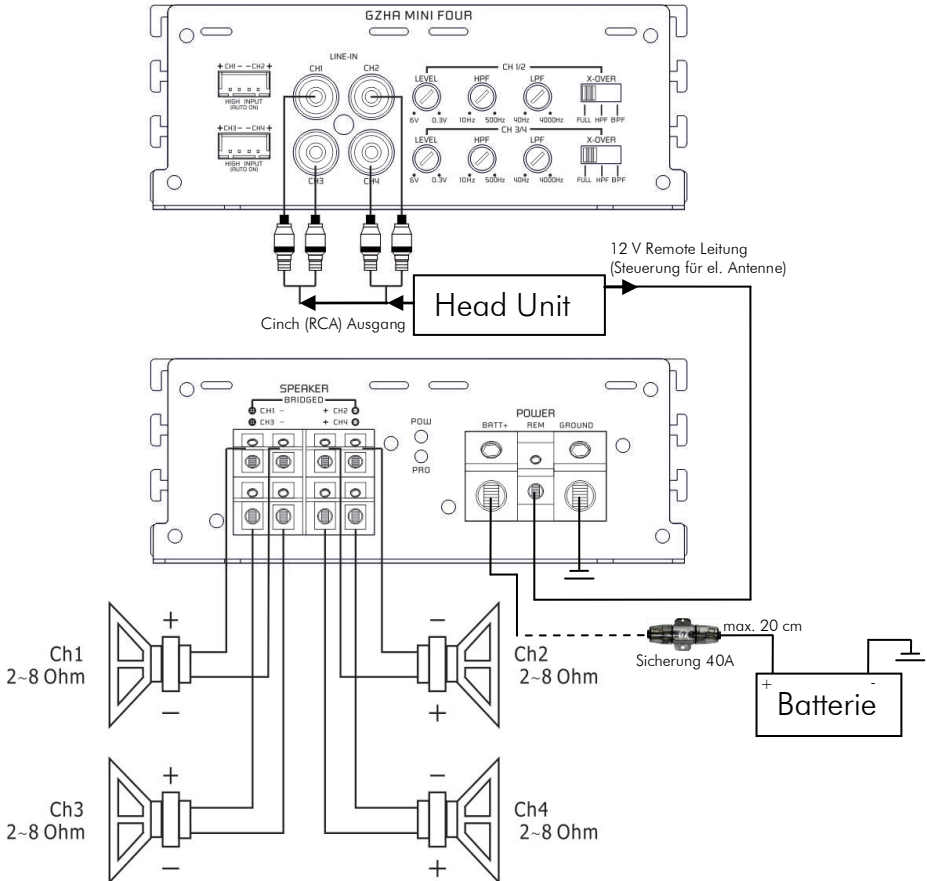 GZHA MINI FOUR
LINE-IN
CH1
CH2
CH3
CH4
+ CH1 - - CH2 +
HIGH INPUT
(AUTO ON)
+ CH3 - - CH4 +
HIGH INPUT
(AUTO ON)
CH 1/2
LEVEL
HPF
LPF
X-OVER
6V 0.3V
10Hz 500Hz
40Hz 4000Hz
FULL HPF BPF
CH 3/4
LEVEL
HPF
LPF
X-OVER
6V 0.3V
10Hz 500Hz
40Hz 4000Hz
FULL HPF BPF
12 V Remote Leitung
(Steuerung für el. Antenne)
Head Unit
Cinch (RCA) Ausgang
SPEAKER
BRIDGED
⊕ CH1 - + CH2 ⊖
⊕ CH3 - + CH4 ⊖
POW
PRO
POWER
BATT+ REM GROUND
+
Ch1
2~8 Ohm
-
-
Ch2
2~8 Ohm
+
max. 20 cm
Sicherung 40A
+ -
Batterie
+
Ch3
2~8 Ohm
-
-
Ch4
2~8 Ohm
+